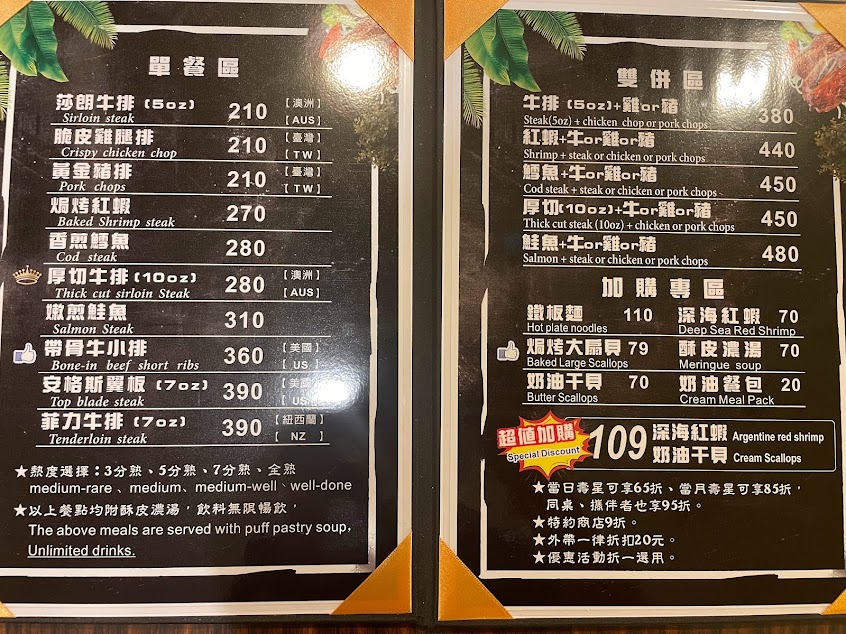 單餐區
莎朗牛排(5oz) 210 【澳洲】
Sirloin steak 【AUS】
脆皮雞腿排 210 【臺灣】
Crispy chicken chop 【TW】
黃金豬排 210 【臺灣】
Pork chops 【TW】
焗烤紅蝦 270
Baked Shrimp steak
香煎鱈魚 280
Cod steak
厚切牛排(10oz) 280 【澳洲】
Thick cut sirloin Steak 【AUS】
嫩煎鮭魚 310
Salmon Steak
帶骨牛小排 360 【美國】
Bone-in beef short ribs 【US】
安格斯翼板(7oz) 390 【美國】
Top blade steak 【US】
菲力牛排(7oz) 390 【紐西蘭】
Tenderloin steak 【NZ】
★熟度選擇:3分熟、5分熟、7分熟、全熟
medium-rare、medium、medium-well、well-done
★以上餐點均附酥皮濃湯,飲料無限暢飲,
The above meals are served with puff pastry soup,
Unlimited drinks.
雙併區
牛排(5oz)+雞or豬 380
Steak(5oz) + chicken chop or pork chops
紅蝦+牛or雞or豬 440
Shrimp + steak or chicken or pork chops
鱈魚+牛or雞or豬 450
Cod steak + steak or chicken or pork chops
厚切(10oz)+牛or雞or豬 450
Thick cut steak (10oz) + chicken or pork chops
鮭魚+牛or雞or豬 480
Salmon + steak or chicken or pork chops
加購專區
鐵板麵 110 深海紅蝦 70
Hot plate noodles Deep Sea Red Shrimp
焗烤大扇貝 79 酥皮濃湯 70
Baked Large Scallops Meringue soup
奶油干貝 70 奶油餐包 20
Butter Scallops Cream Meal Pack
超值加購 109 深海紅蝦 Argentine red shrimp
Special Discount 奶油干貝 Cream Scallops
★當日壽星可享65折、當月壽星可享85折,
同桌、攜伴者也享95折。
★特約商店9折。
★外帶一律折扣20元。
★優惠活動折一選用。